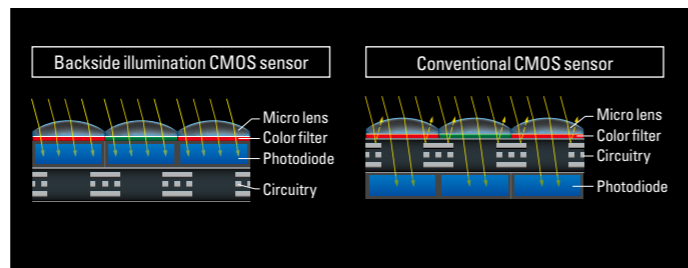 Backside illumination CMOS sensor
Micro lens
Color filter
Photodiode
Circuitry
Conventional CMOS sensor
Micro lens
Color filter
Circuitry
Photodiode